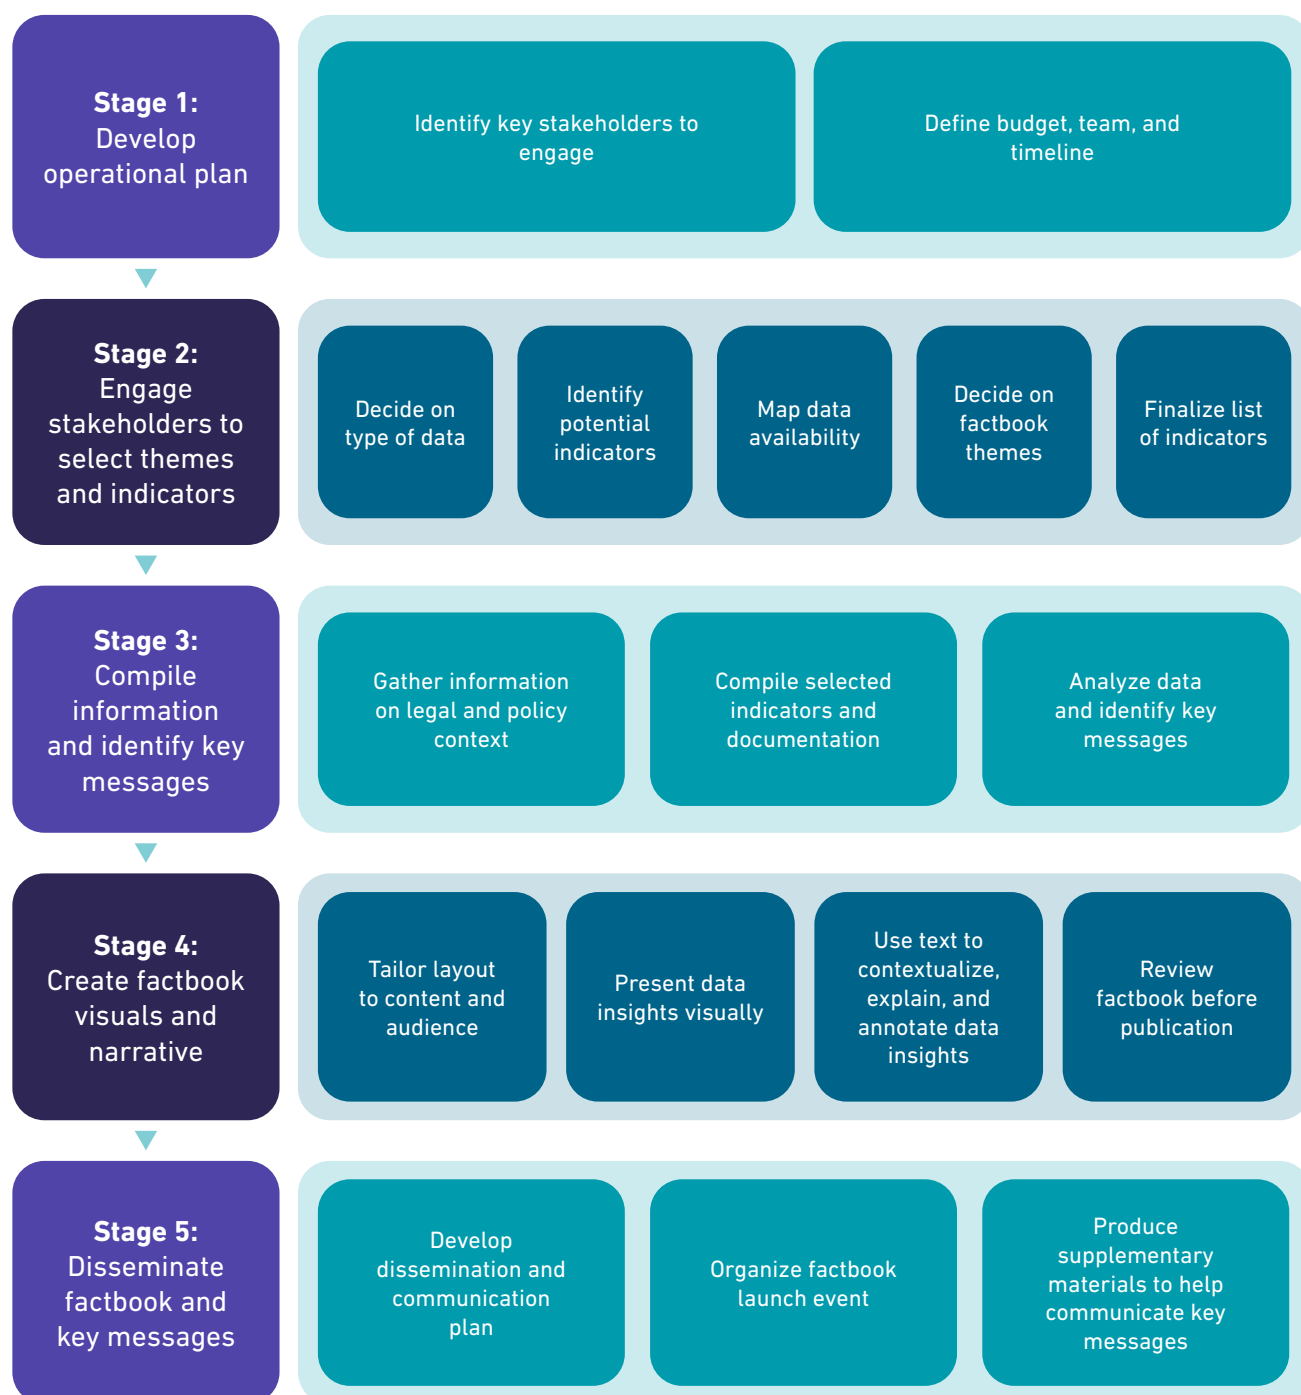 Stage 1:
Develop
operational plan
Identify key stakeholders to
engage
Define budget, team, and
timeline
Stage 2:
Engage
stakeholders to
select themes
and indicators
Decide on
type of data
Identify
potential
indicators
Map data
availability
Decide on
factbook
themes
Finalize list
of indicators
Stage 3:
Compile
information
and identify key
messages
Gather information
on legal and policy
context
Compile selected
indicators and
documentation
Analyze data
and identify key
messages
Stage 4:
Create factbook
visuals and
narrative
Tailor layout
to content and
audience
Present data
insights visually
Use text to
contextualize,
explain, and
annotate data
insights
Review
factbook before
publication
Stage 5:
Disseminate
factbook and
key messages
Develop
dissemination and
communication
plan
Organize factbook
launch event
Produce
supplementary
materials to help
communicate key
messages